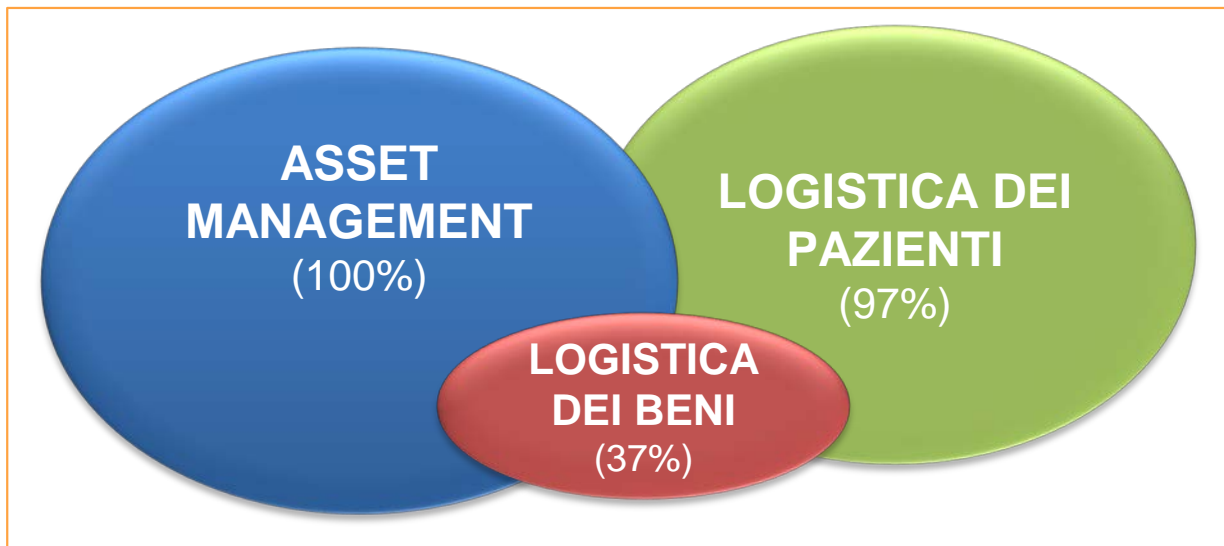 ASSET
MANAGEMENT
(100%)
LOGISTICA DEI
PAZIENTI
(97%)
LOGISTICA
DEI BENI
(37%)